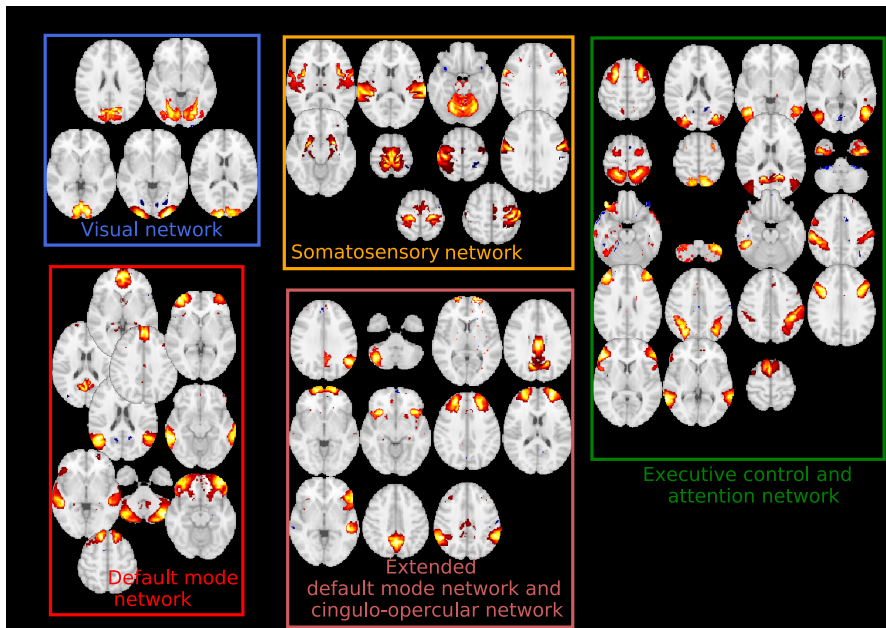 Visual network
Somatosensory network
Executive control and
attention network
Default mode
network
Extended
default mode network and
cingulo-opercular network